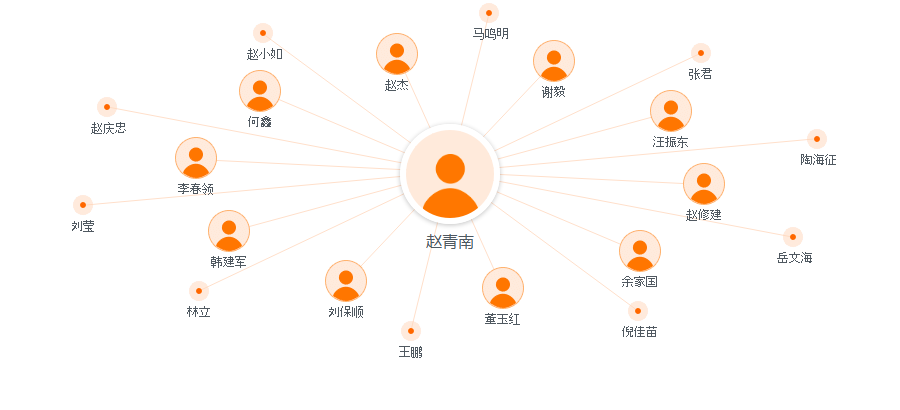 马鸣明
赵小如
赵杰
谢毅
张君
何鑫
赵庆忠
汪振东
陶海征
李春领
赵修建
刘莹
赵青南
韩建军
岳文海
余家国
林立
刘保顺
董玉红
倪佳苗
王鹏